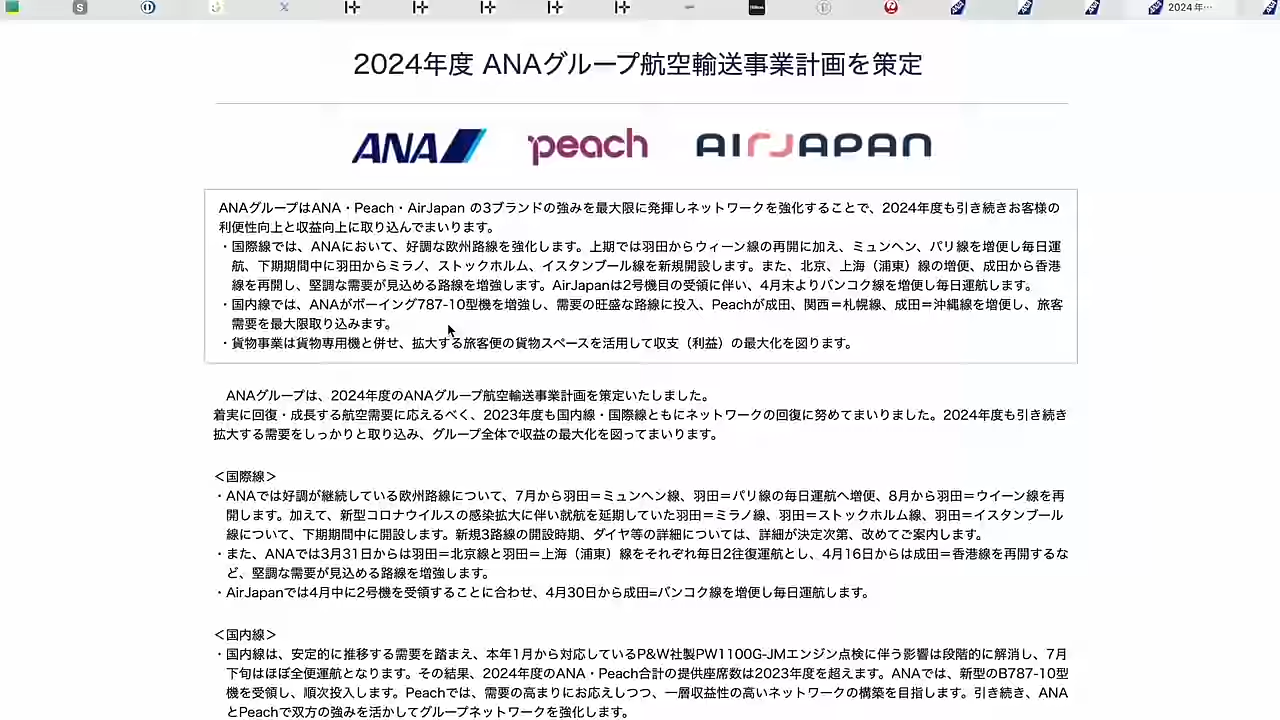 2024年…
2024年度 ANAグループ航空輸送事業計画を策定
ANA
peach
AIRJAPAN
ANAグループはANA・Peach・AirJapan の3ブランドの強みを最大限に発揮しネットワークを強化することで、2024年度も引き続きお客様の
利便性向上と収益向上に取り込んでまいります。
・国際線では、ANAにおいて、好調な欧州路線を強化します。上期では羽田からウィーン線の再開に加え、ミュンヘン、パリ線を増便し毎日運
航、下期期間中に羽田からミラノ、ストックホルム、イスタンブール線を新規開設します。また、北京、上海（浦東）線の増便、成田から香港
線を再開し、堅調な需要が見込める路線を増強します。AirJapanは2号機目の受領に伴い、4月末よりバンコク線を増便し毎日運航します。
・国内線では、ANAがボーイング787-10型機を増強し、需要の旺盛な路線に投入、Peachが成田、関西＝札幌線、成田＝沖縄線を増便し、旅客
需要を最大限取り込みます。
・貨物事業は貨物専用機と併せ、拡大する旅客便の貨物スペースを活用して収支（利益）の最大化を図ります。
ANAグループは、2024年度のANAグループ航空輸送事業計画を策定いたしました。
着実に回復・成長する航空需要に応えるべく、2023年度も国内線・国際線ともにネットワークの回復に努めてまいりました。2024年度も引き続き
拡大する需要をしっかりと取り込み、グループ全体で収益の最大化を図ってまいります。
＜国際線＞
・ANAでは好調が継続している欧州路線について、7月から羽田＝ミュンヘン線、羽田＝パリ線の毎日運航へ増便、8月から羽田＝ウイーン線を再
開します。加えて、新型コロナウイルスの感染拡大に伴い就航を延期していた羽田＝ミラノ線、羽田＝ストックホルム線、羽田＝イスタンブール
線について、下期期間中に開設します。新規3路線の開設時期、ダイヤ等の詳細については、詳細が決定次第、改めてご案内します。
・また、ANAでは3月31日からは羽田＝北京線と羽田＝上海（浦東）線をそれぞれ毎日2往復運航とし、4月16日からは成田＝香港線を再開するな
ど、堅調な需要が見込める路線を増強します。
・AirJapanでは4月中に2号機を受領することに合わせ、4月30日から成田=バンコク線を増便し毎日運航します。
＜国内線＞
・国内線は、安定的に推移する需要を踏まえ、本年1月から対応しているP&W社製PW1100G-JMエンジン点検に伴う影響は段階的に解消し、7月
下旬はほぼ全便運航となります。その結果、2024年度のANA・Peach合計の提供座席数は2023年度を超えます。ANAでは、新型のB787-10型
機を受領し、順次投入します。Peachでは、需要の高まりにお応えしつつ、一層収益性の高いネットワークの構築を目指します。引き続き、ANA
とPeachで双方の強みを活かしてグループネットワークを強化します。